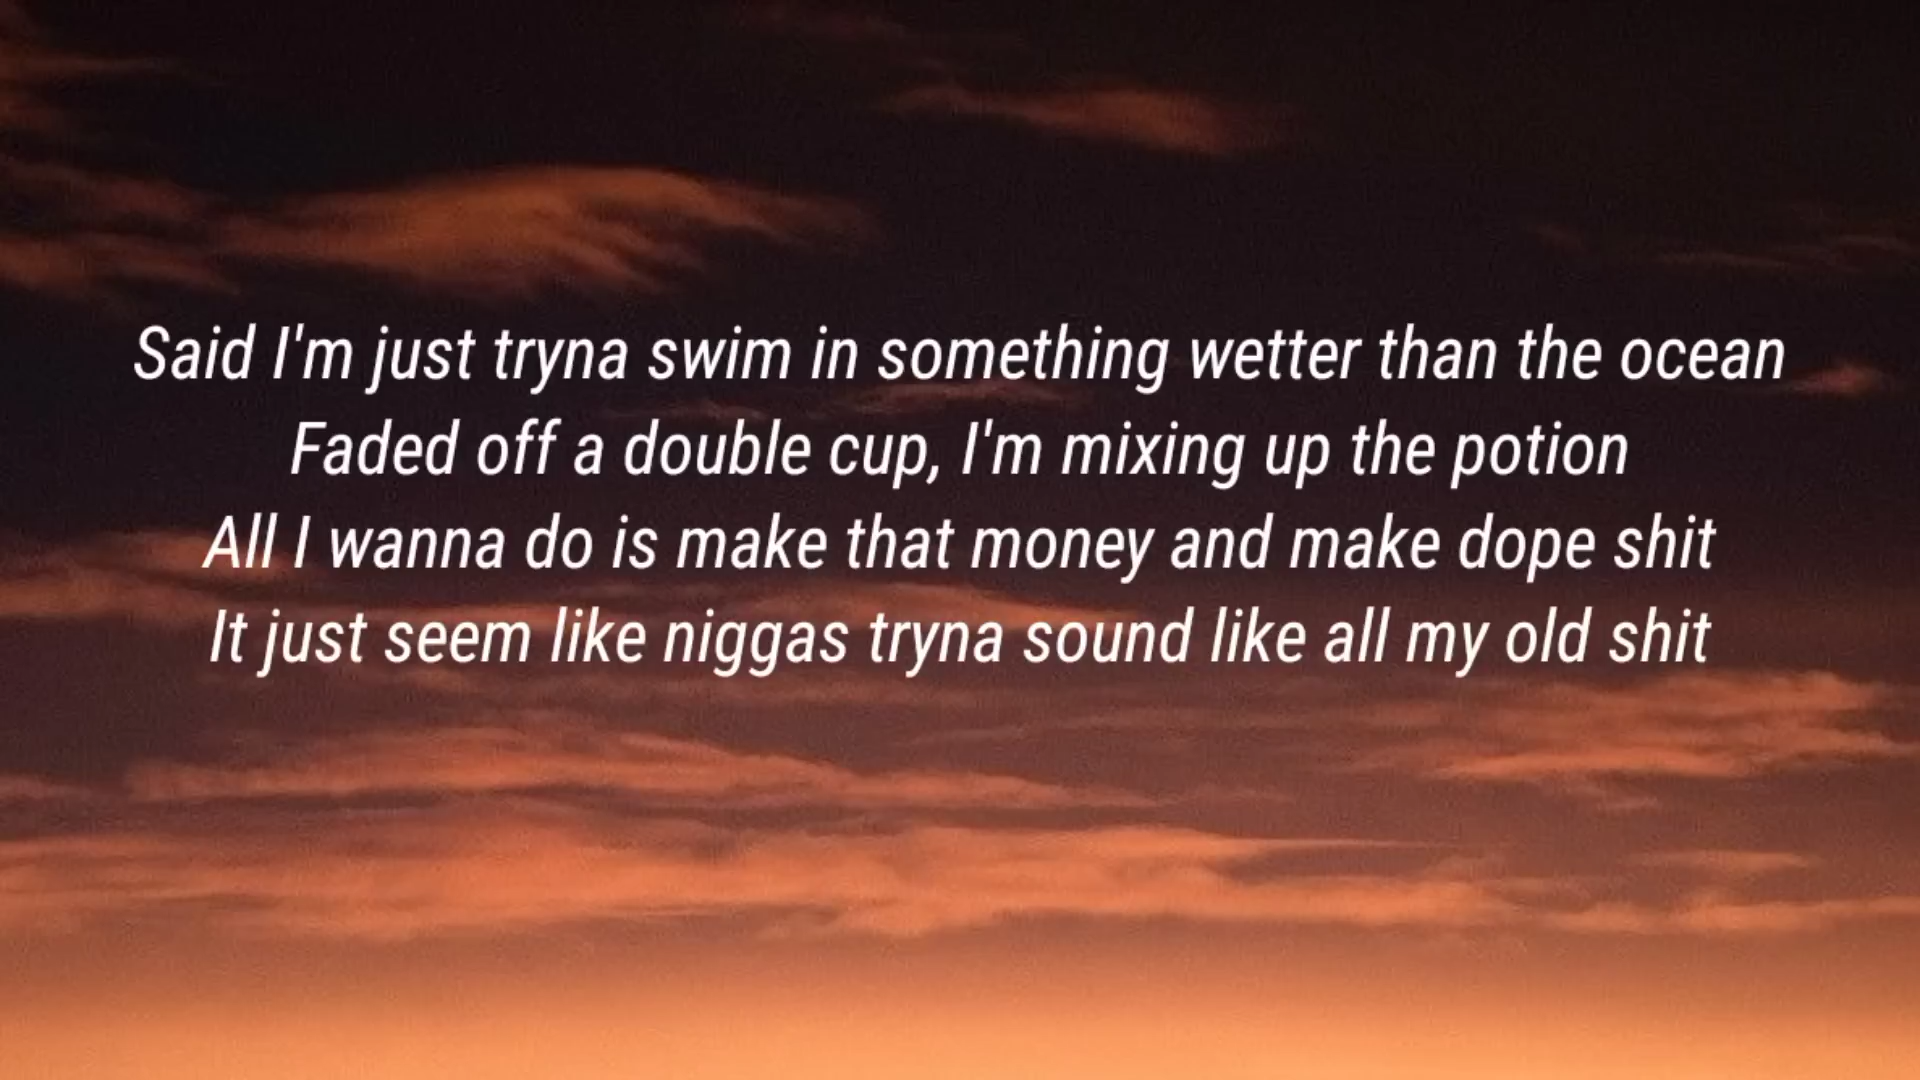 Said I'm just tryna swim in something wetter than the ocean
Faded off a double cup, I'm mixing up the potion
All I wanna do is make that money and make dope shit
It just seem like niggas tryna sound like all my old shit